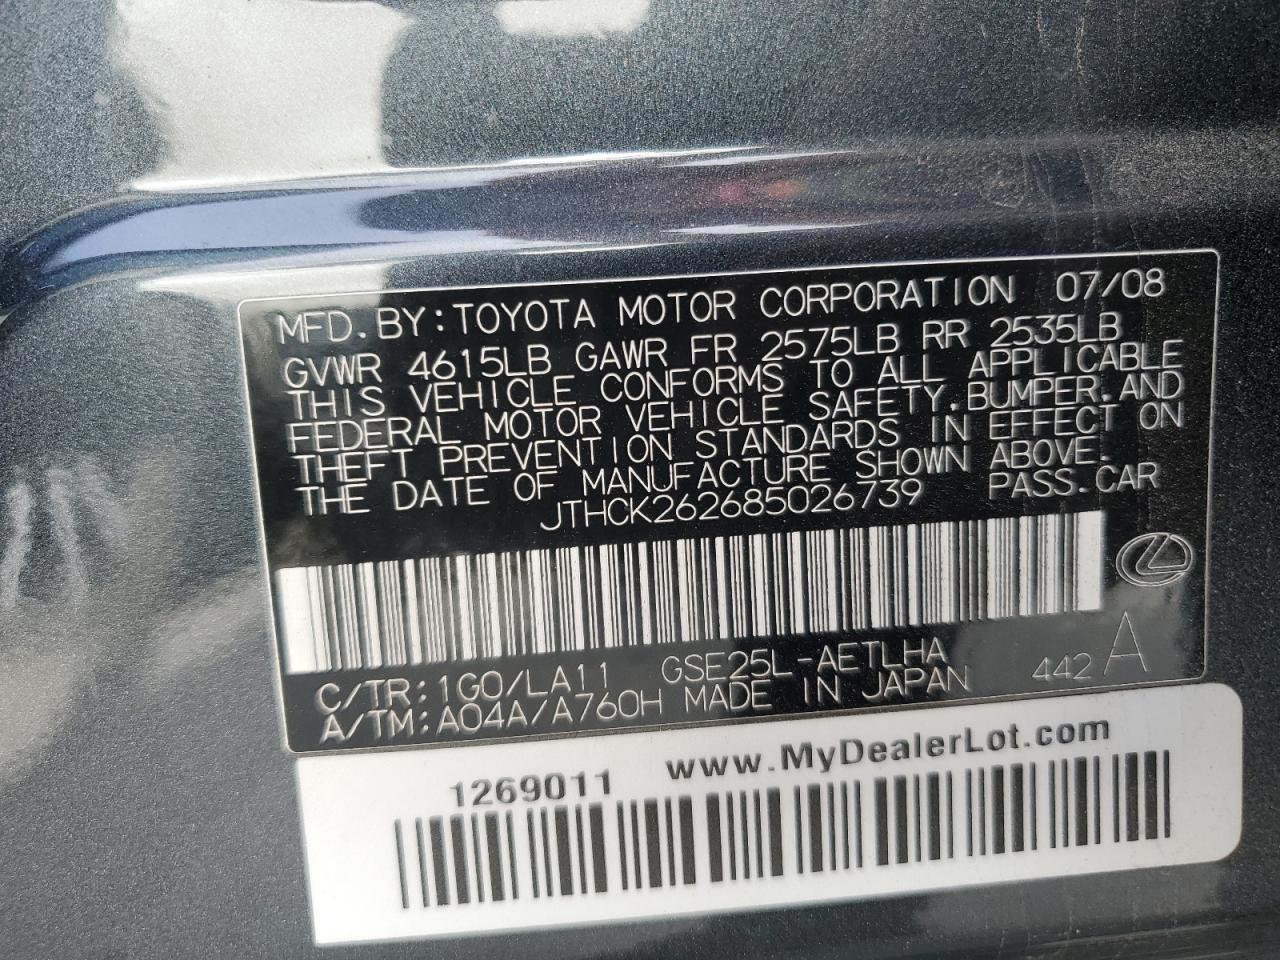 MFD.BY:TOYOTA MOTOR CORPORATION 07/08
GVWR 4615LB GAWR FR 2575LB RR 2535LB
THIS VEHICLE CONFORMS TO ALL APPLICABLE
FEDERAL MOTOR VEHICLE SAFETY,BUMPER,AND
THEFT PREVENTION STANDARDS IN EFFECT ON
THE DATE OF MANUFACTURE SHOWN ABOVE.
JTHCK262685026739 PASS.CAR
C/TR:1G0/LA11 GSE25L-AETLHA
A/TM:A04A/A760H MADE IN JAPAN 442 A
1269011 www.MyDealerLot.com